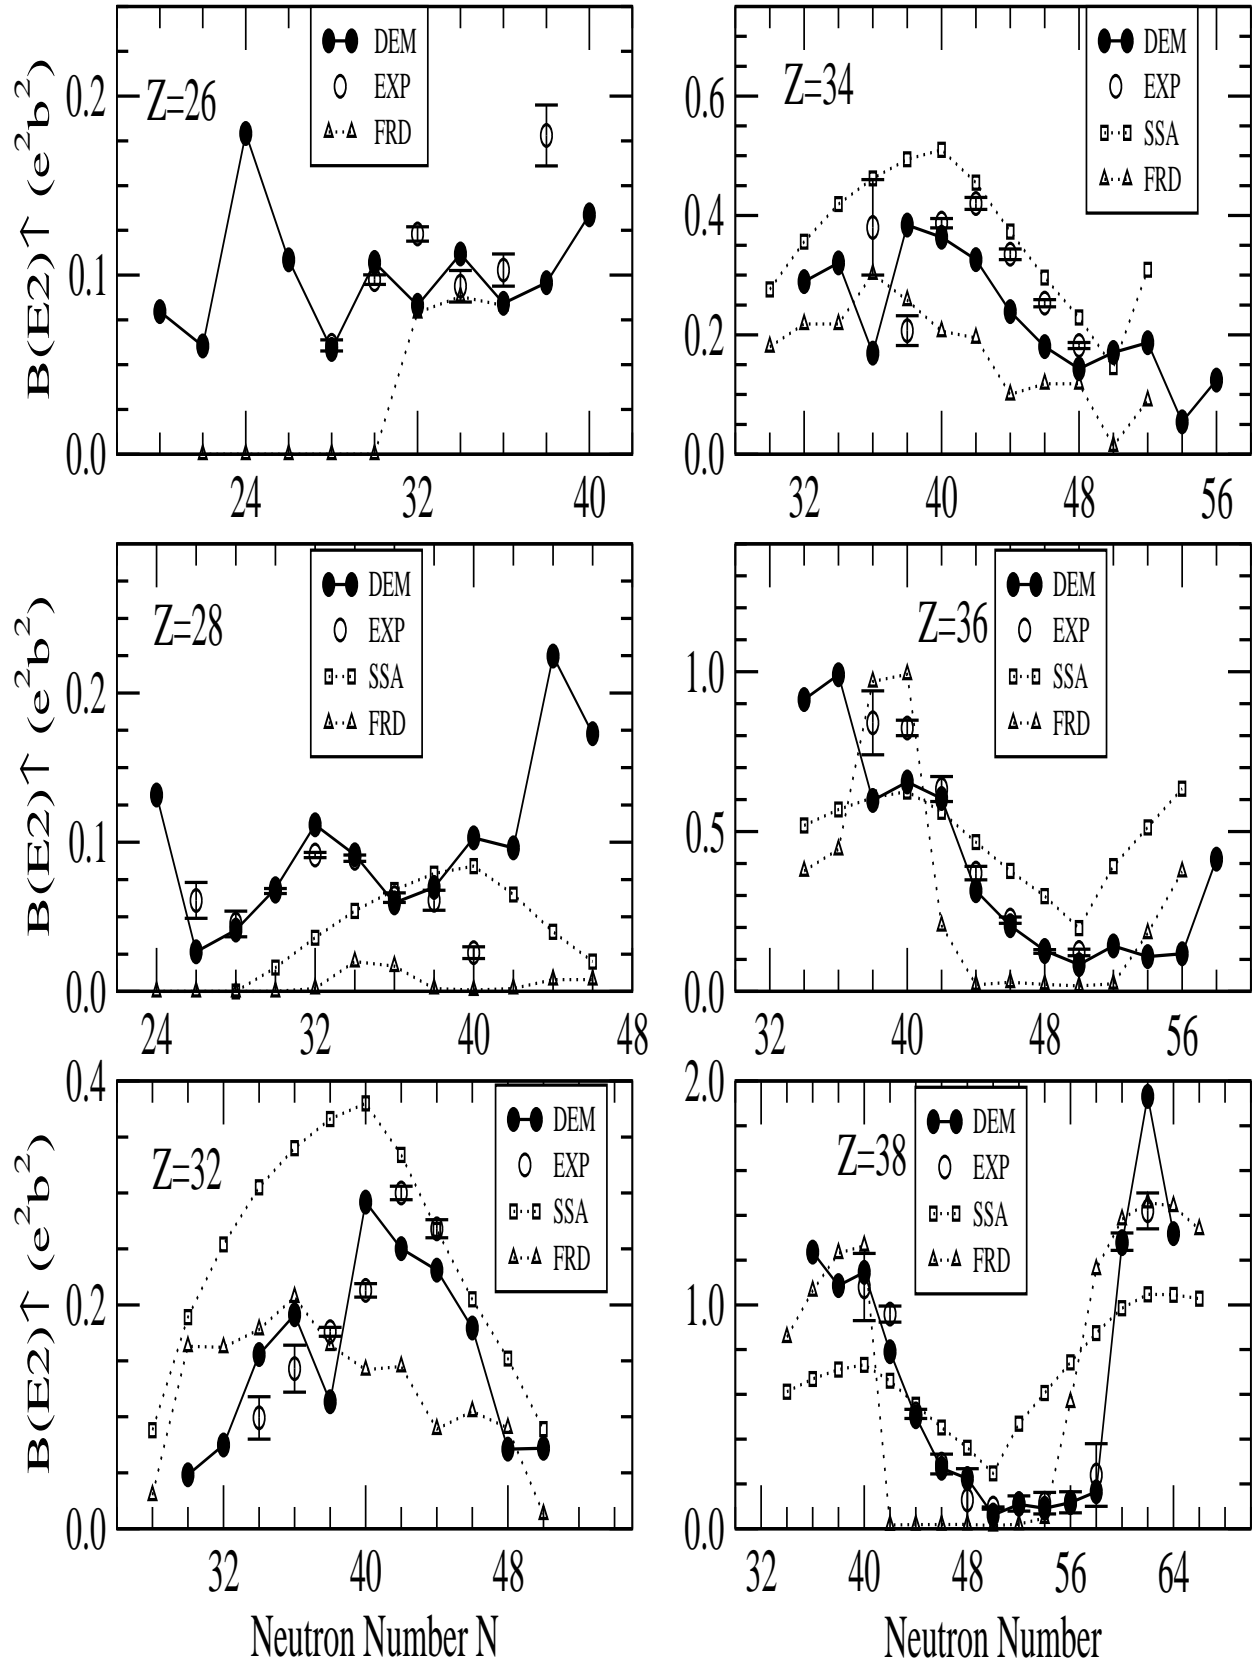 B(E2)↑ (e²b²)
0.2
0.1
0.0
Z=26
DEM
EXP
FRD
24
32
40
0.6
0.4
0.2
0.0
Z=34
DEM
EXP
SSA
FRD
32
40
48
56
B(E2)↑ (e²b²)
0.2
0.1
0.0
Z=28
DEM
EXP
SSA
FRD
24
32
40
48
1.0
0.5
0.0
Z=36
DEM
EXP
SSA
FRD
32
40
48
56
B(E2)↑ (e²b²)
0.4
0.2
0.0
Z=32
DEM
EXP
SSA
FRD
32
40
48
Neutron Number N
2.0
1.0
0.0
Z=38
DEM
EXP
SSA
FRD
32
40
48
56
64
Neutron Number